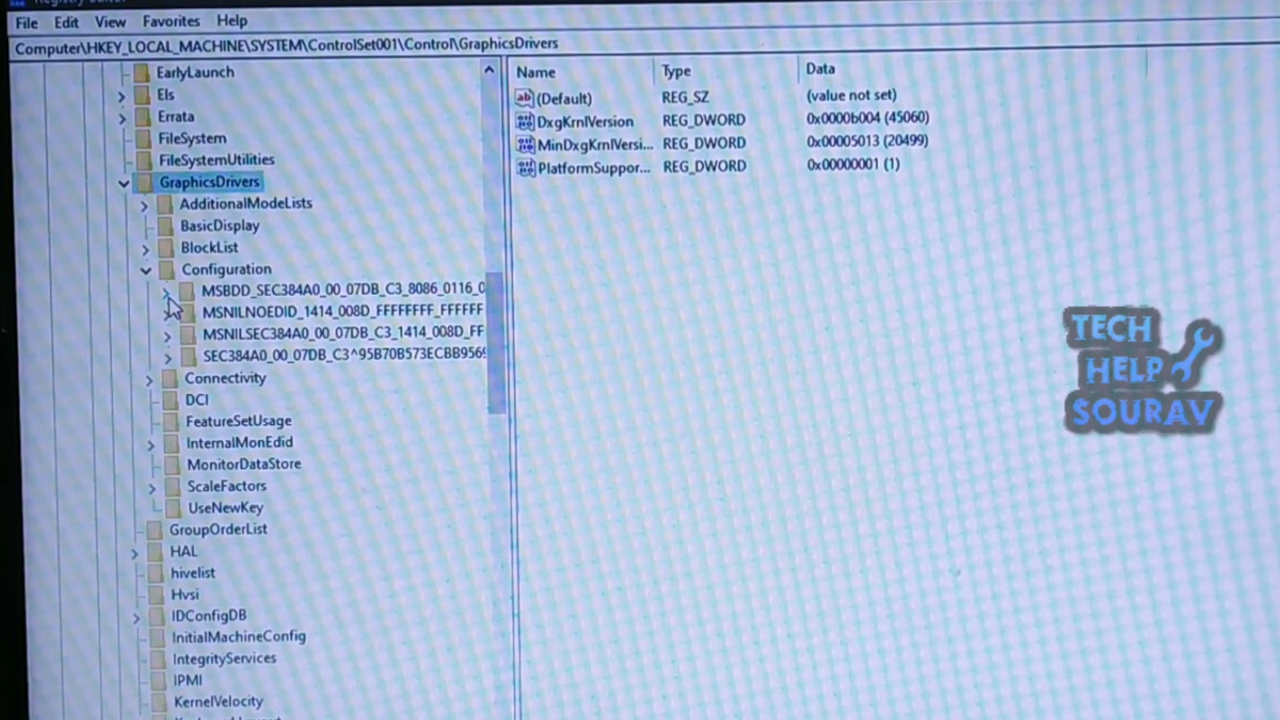 File Edit View Favorites Help
Computer\HKEY_LOCAL_MACHINE\SYSTEM\ControlSet001\Control\GraphicsDrivers
EarlyLaunch
Els
Errata
FileSystem
FileSystemUtilities
GraphicsDrivers
AdditionalModeLists
BasicDisplay
BlockList
Configuration
MSBDD_SEC384A0_00_07DB_C3_8086_0116_0
MSNILNOEDID_1414_008D_FFFFFFFF_FFFFFF
MSNILSEC384A0_00_07DB_C3_1414_008D_FF
SEC384A0_00_07DB_C3^95B70B573ECBB9569
Connectivity
DCI
FeatureSetUsage
InternalMonEdid
MonitorDataStore
ScaleFactors
UseNewKey
GroupOrderList
HAL
hivelist
Hvsi
IDConfigDB
InitialMachineConfig
IntegrityServices
IPMI
KernelVelocity
Name Type Data
(Default) REG_SZ (value not set)
DxgKrnlVersion REG_DWORD 0x0000b004 (45060)
MinDxgKrnlVersi... REG_DWORD 0x00005013 (20499)
PlatformSuppor... REG_DWORD 0x00000001 (1)
TECH
HELP
SOURAV